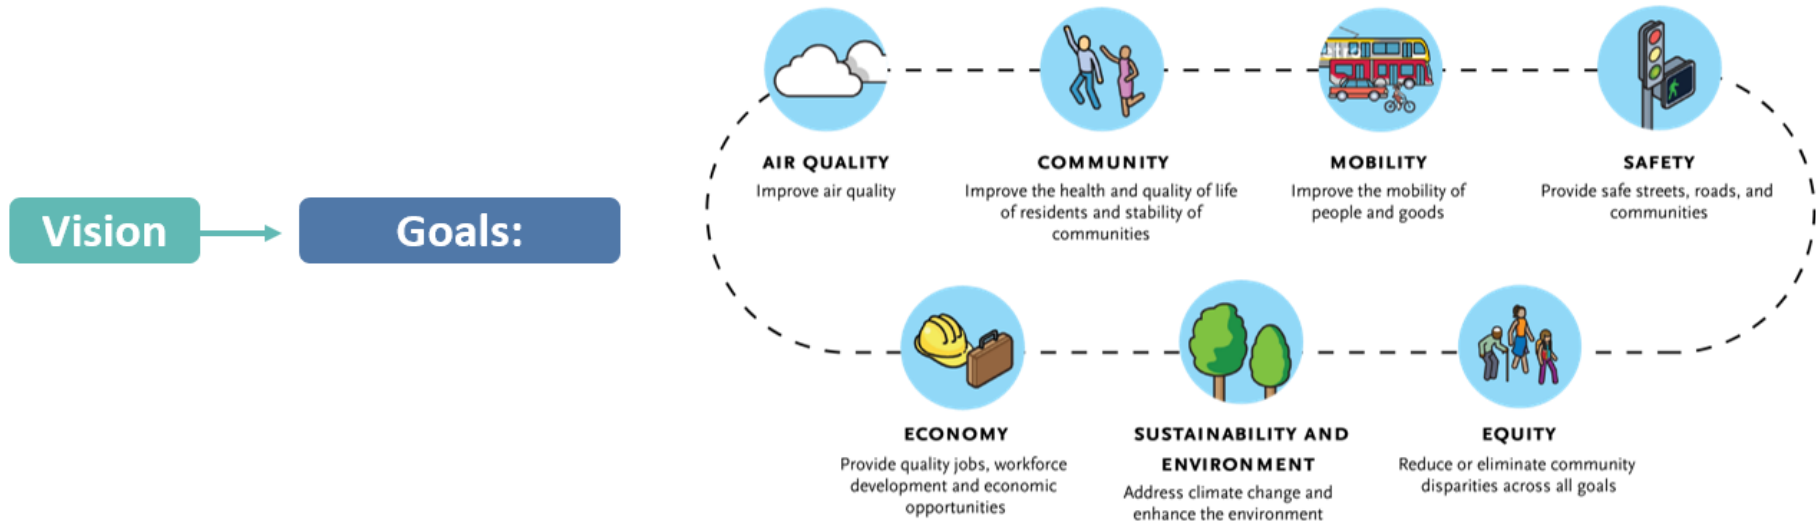 Vision
Goals:
AIR QUALITY
Improve air quality
COMMUNITY
Improve the health and quality of life
of residents and stability of
communities
MOBILITY
Improve the mobility of
people and goods
SAFETY
Provide safe streets, roads, and
communities
ECONOMY
Provide quality jobs, workforce
development and economic
opportunities
SUSTAINABILITY AND
ENVIRONMENT
Address climate change and
enhance the environment
EQUITY
Reduce or eliminate community
disparities across all goals